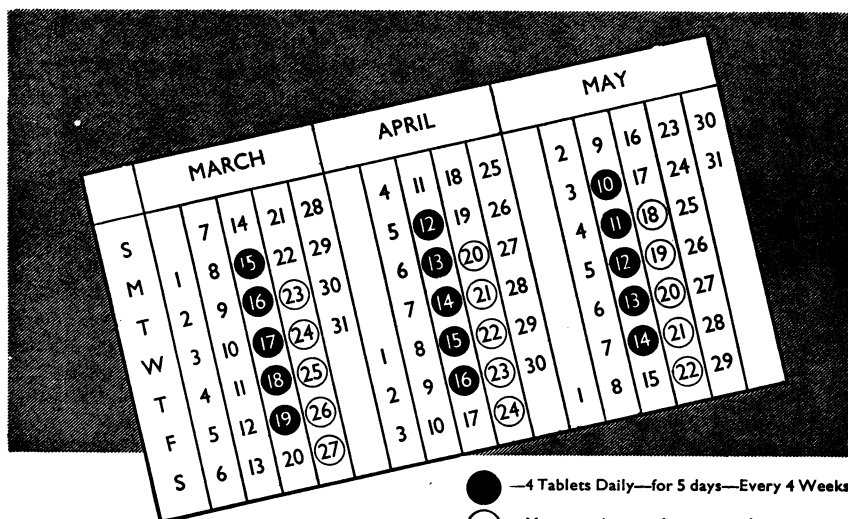 MARCH APRIL MAY
S 7 14 21 28 4 11 18 25 2 9 16 23 30
M 1 8 15 22 29 5 12 19 26 3 10 17 24 31
T 2 9 16 23 30 6 13 20 27 4 11 18 25
W 3 10 17 24 31 7 14 21 28 5 12 19 26
T 4 11 18 25 1 8 15 22 29 6 13 20 27
F 5 12 19 26 2 9 16 23 30 7 14 21 28
S 6 13 20 27 3 10 17 24 1 8 15 22 29
—4 Tablets Daily—for 5 days—Every 4 Weeks